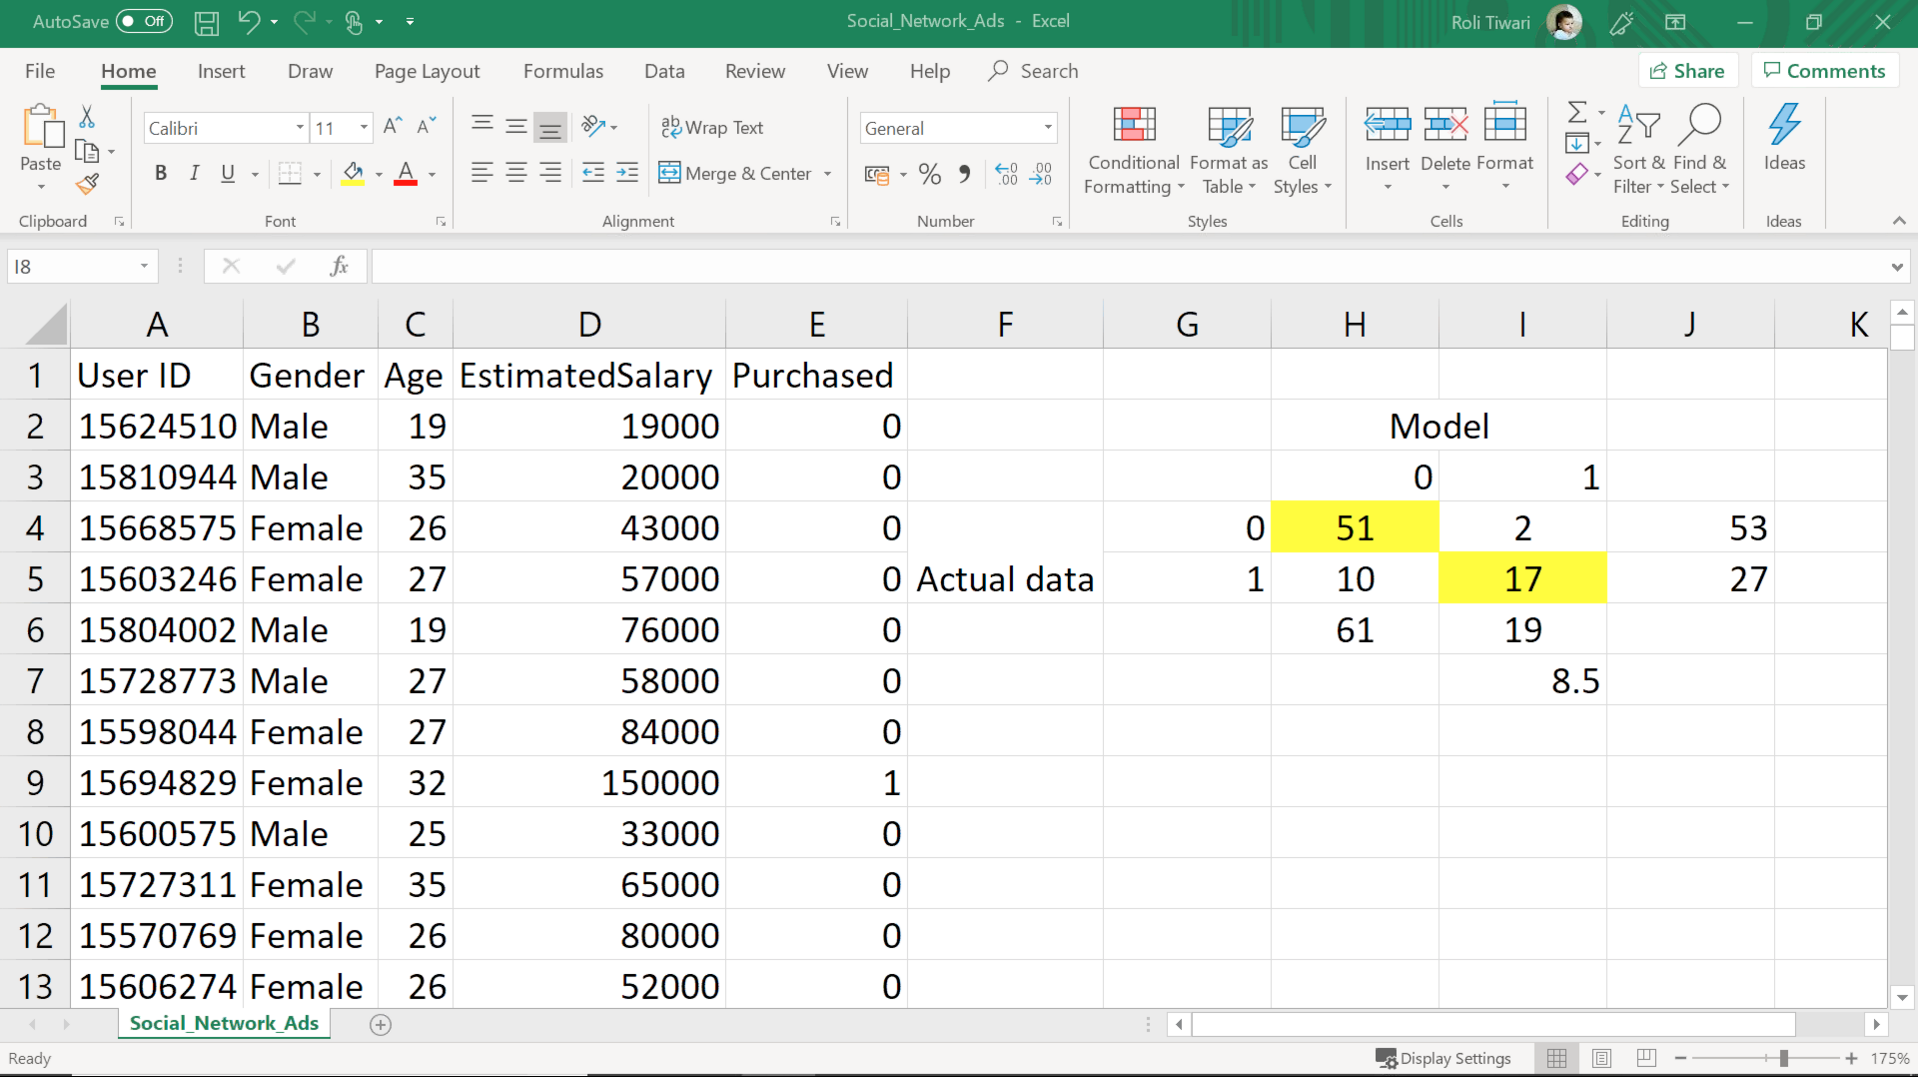 AutoSave Off Social_Network_Ads - Excel Roli Tiwari
File Home Insert Draw Page Layout Formulas Data Review View Help Search Share Comments
Paste Calibri 11 Wrap Text General Conditional Formatting Format as Table Cell Styles Insert Delete Format Sort & Filter Find & Select Ideas
B I U A Merge & Center % 
Clipboard Font Alignment Number Styles Cells Editing Ideas
I8 fx
A B C D E F G H I J K
1 User ID Gender Age EstimatedSalary Purchased
2 15624510 Male 19 19000 0 Model
3 15810944 Male 35 20000 0 0 1
4 15668575 Female 26 43000 0 0 51 2 53
5 15603246 Female 27 57000 0 Actual data 1 10 17 27
6 15804002 Male 19 76000 0 61 19
7 15728773 Male 27 58000 0 8.5
8 15598044 Female 27 84000 0
9 15694829 Female 32 150000 1
10 15600575 Male 25 33000 0
11 15727311 Female 35 65000 0
12 15570769 Female 26 80000 0
13 15606274 Female 26 52000 0
Social_Network_Ads
Ready Display Settings 175%